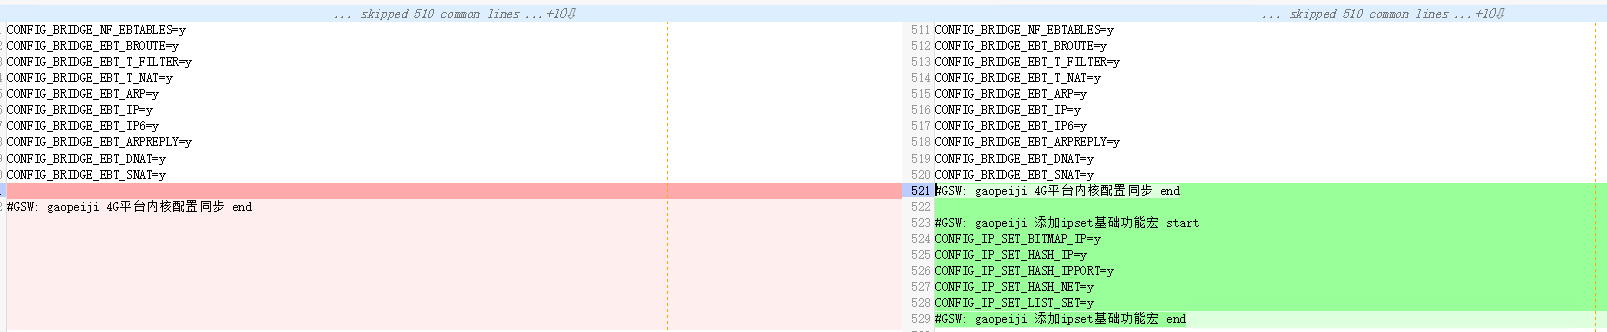 ... skipped 510 common lines ...+10⇩
CONFIG_BRIDGE_NF_EBTABLES=y
CONFIG_BRIDGE_EBT_BROUTE=y
CONFIG_BRIDGE_EBT_T_FILTER=y
CONFIG_BRIDGE_EBT_T_NAT=y
CONFIG_BRIDGE_EBT_ARP=y
CONFIG_BRIDGE_EBT_IP=y
CONFIG_BRIDGE_EBT_IP6=y
CONFIG_BRIDGE_EBT_ARPREPLY=y
CONFIG_BRIDGE_EBT_DNAT=y
CONFIG_BRIDGE_EBT_SNAT=y
#GSW: gaopeiji 4G平台内核配置同步 end
... skipped 510 common lines ...+10⇩
511 CONFIG_BRIDGE_NF_EBTABLES=y
512 CONFIG_BRIDGE_EBT_BROUTE=y
513 CONFIG_BRIDGE_EBT_T_FILTER=y
514 CONFIG_BRIDGE_EBT_T_NAT=y
515 CONFIG_BRIDGE_EBT_ARP=y
516 CONFIG_BRIDGE_EBT_IP=y
517 CONFIG_BRIDGE_EBT_IP6=y
518 CONFIG_BRIDGE_EBT_ARPREPLY=y
519 CONFIG_BRIDGE_EBT_DNAT=y
520 CONFIG_BRIDGE_EBT_SNAT=y
521 #GSW: gaopeiji 4G平台内核配置同步 end
522
523 #GSW: gaopeiji 添加ipset基础功能宏 start
524 CONFIG_IP_SET_BITMAP_IP=y
525 CONFIG_IP_SET_HASH_IP=y
526 CONFIG_IP_SET_HASH_IPPORT=y
527 CONFIG_IP_SET_HASH_NET=y
528 CONFIG_IP_SET_LIST_SET=y
529 #GSW: gaopeiji 添加ipset基础功能宏 end